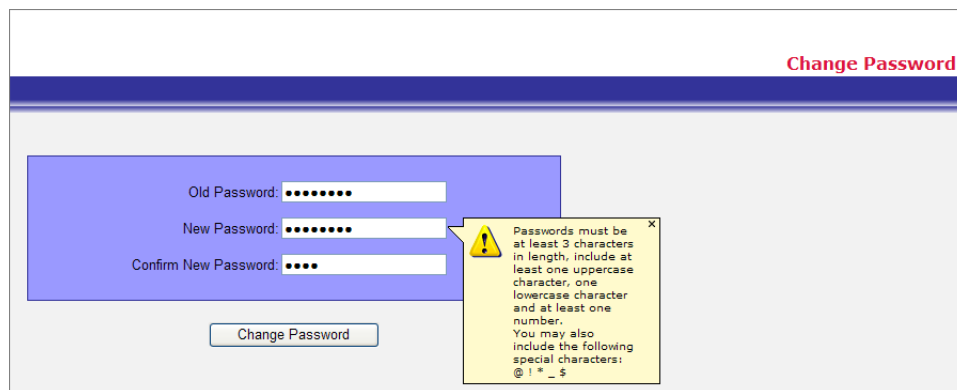 Change Password
Old Password: ●●●●●●●●
New Password: ●●●●●●●●
Confirm New Password: ●●●●
x
Passwords must be
at least 3 characters
in length, include at
least one uppercase
character, one
lowercase character
and at least one
number.
You may also
include the following
special characters:
@ ! * _ $
Change Password